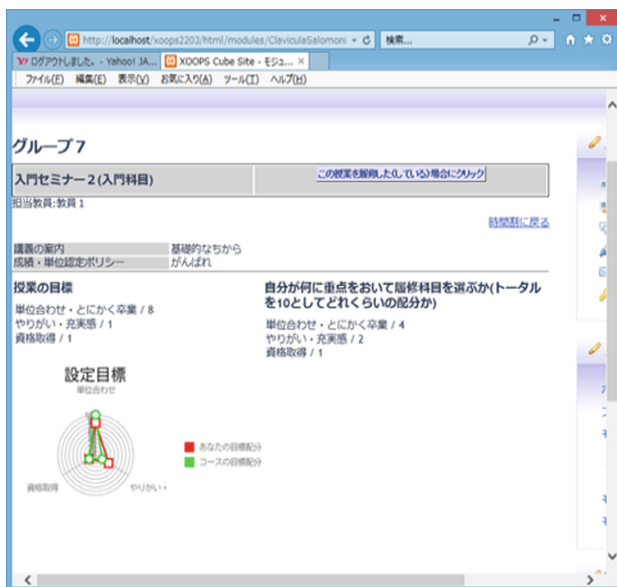 http://localhost/xoops2203/html/modules/ClaviculaSalomoni
検索...
ログアウトしました。 - Yahoo! JA...
XOOPS Cube Site - モジュ...
ファイル(F) 編集(E) 表示(V) お気に入り(A) ツール(T) ヘルプ(H)
グループ7
入門セミナー2(入門科目)
この授業を履修した(している)場合にクリック
担当教員:教員1
時間割に戻る
講義の案内 基礎的なちから
成績・単位認定ポリシー がんばれ
授業の目標
単位合わせ・とにかく卒業 / 8
やりがい・充実感 / 1
資格取得 / 1
自分が何に重点をおいて履修科目を選ぶか(トータル
を10としてどれくらいの配分か)
単位合わせ・とにかく卒業 / 4
やりがい・充実感 / 2
資格取得 / 1
設定目標
単位合わせ
資格取得
やりがい・
あなたの目標配分
コースの目標配分